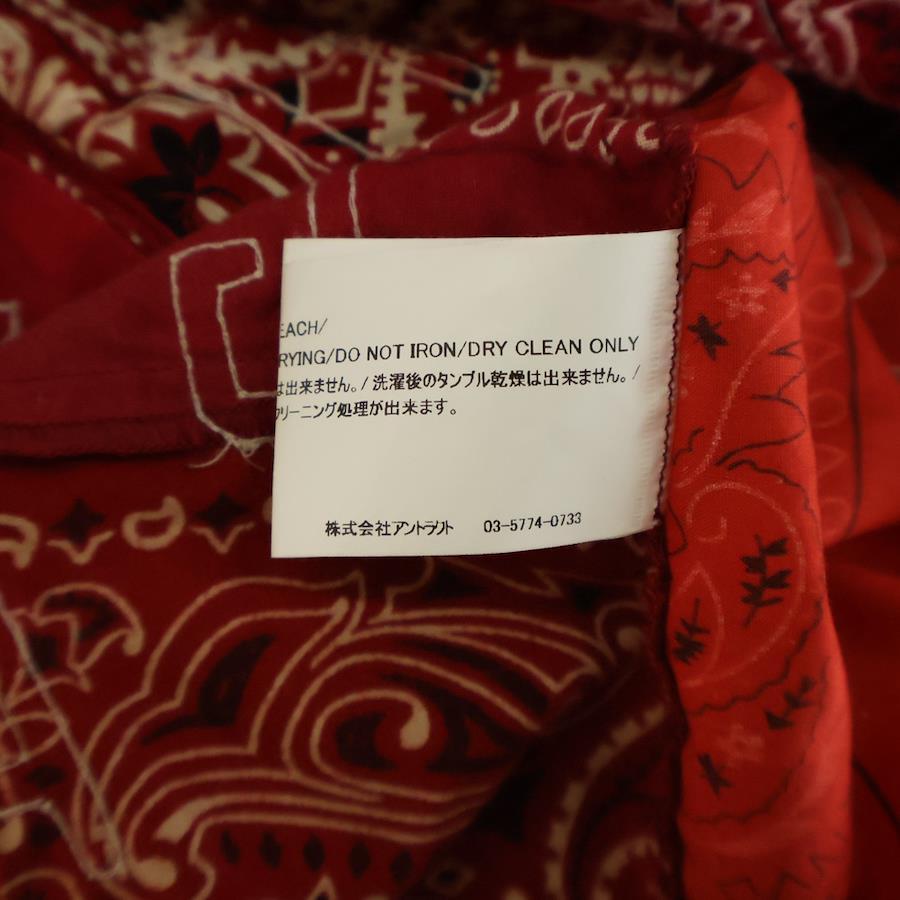 EACH/
RYING/DO NOT IRON/DRY CLEAN ONLY
は出来ません。/洗濯後のタンブル乾燥は出来ません。/
クリーニング処理が出来ます。
株式会社アントラクト 03-5774-0733